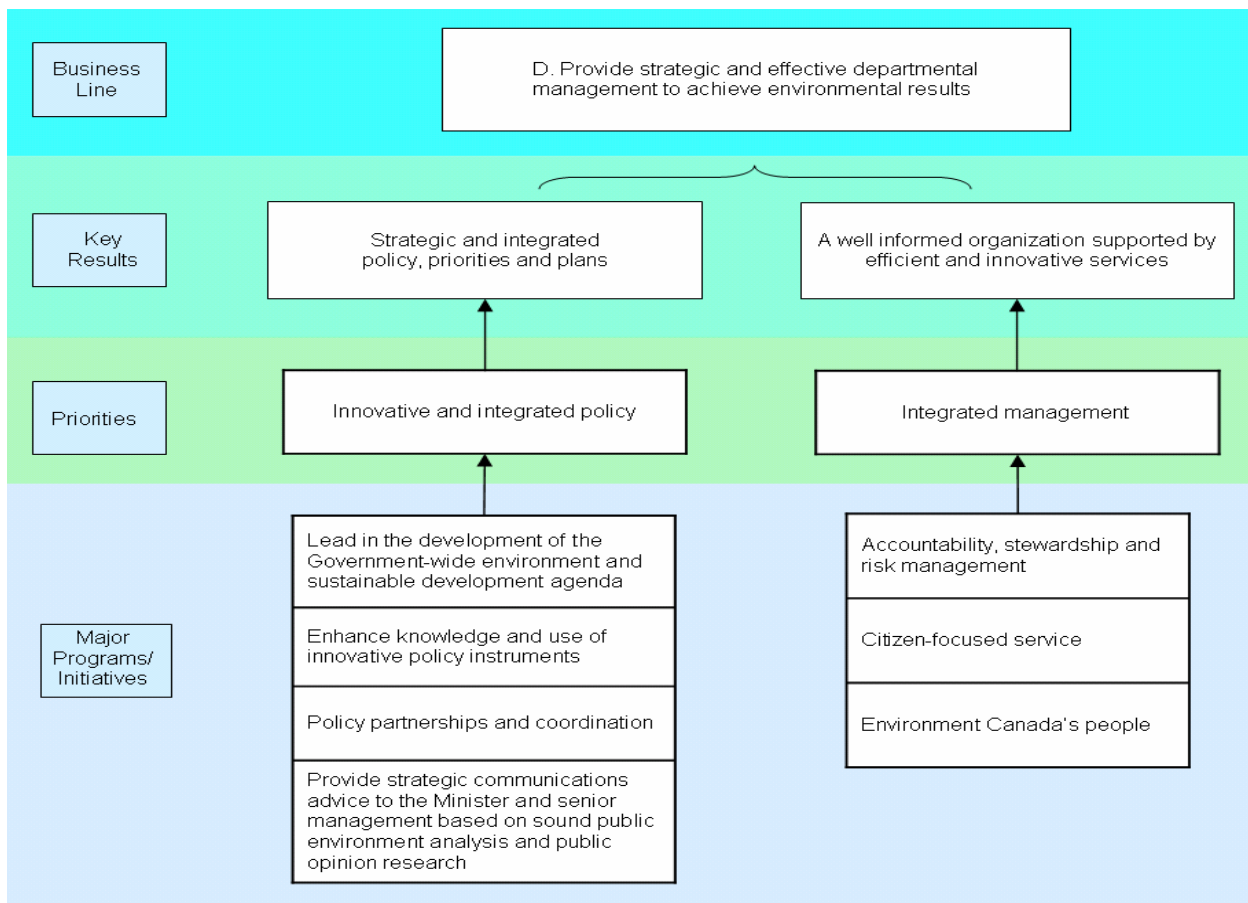 Business
Line
D. Provide strategic and effective departmental
management to achieve environmental results
Key
Results
Strategic and integrated
policy, priorities and plans
A well informed organization supported by
efficient and innovative services
Priorities
Innovative and integrated policy
Integrated management
Major
Programs/
Initiatives
Lead in the development of the
Government-wide environment and
sustainable development agenda
Enhance knowledge and use of
innovative policy instruments
Policy partnerships and coordination
Provide strategic communications
advice to the Minister and senior
management based on sound public
environment analysis and public
opinion research
Accountability, stewardship and
risk management
Citizen-focused service
Environment Canada's people